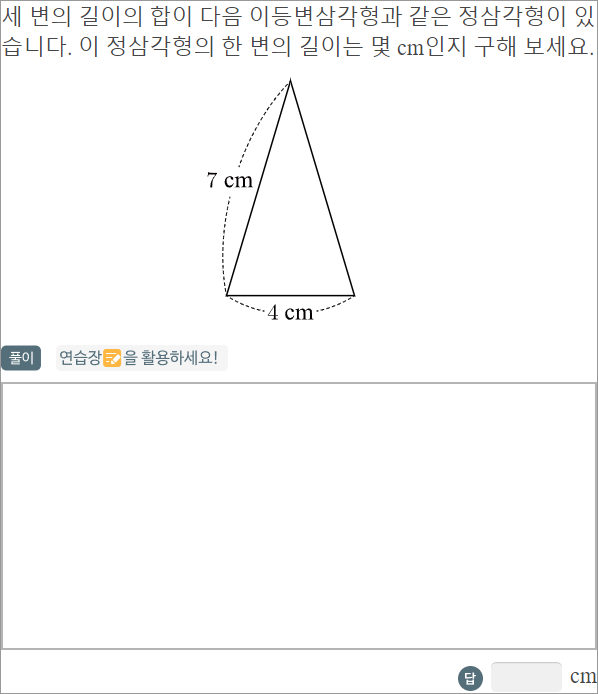 세 변의 길이의 합이 다음 이등변삼각형과 같은 정삼각형이 있
습니다. 이 정삼각형의 한 변의 길이는 몇 cm인지 구해 보세요.
7 cm
4 cm
풀이 연습장을 활용하세요!
답 cm